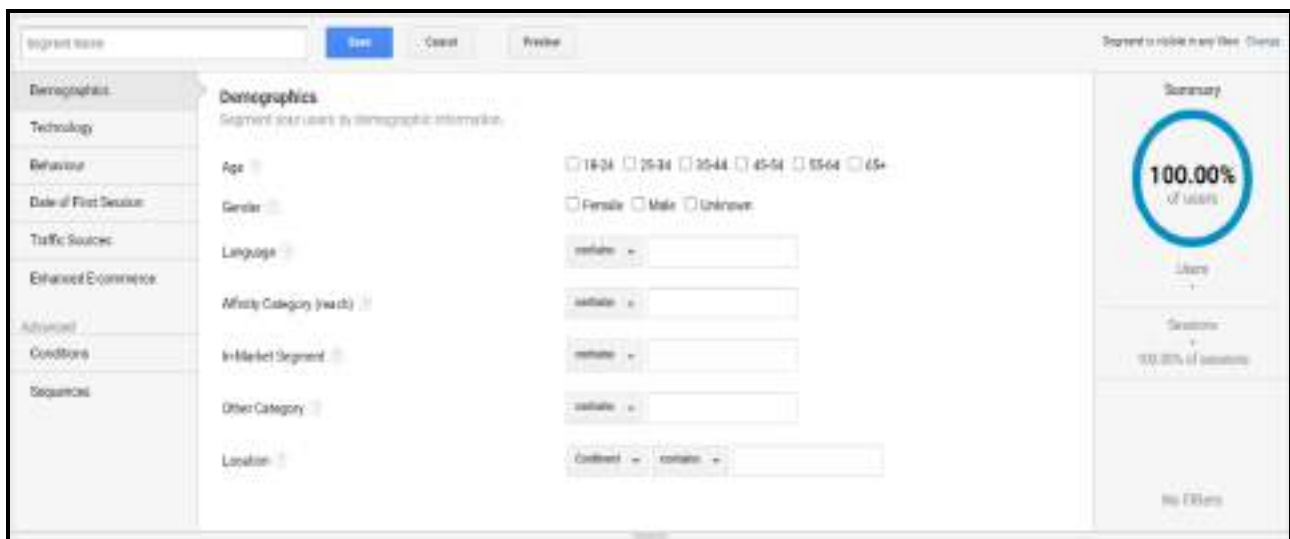 Segment Name
Save Cancel Preview
Segment is visible in any View Change
Demographics
Technology
Behaviour
Date of First Session
Traffic Sources
Enhanced E-commerce
Advanced
Conditions
Sequences
Demographics
Segment your users by demographic information.
Age 18-24 25-34 35-44 45-54 55-64 65+
Gender Female Male Unknown
Language contains
Affinity Category (reach) contains
In-Market Segment contains
Other Category contains
Location Continent contains
Summary
100.00%
of users
Users
Sessions
100.00% of sessions
No Filters